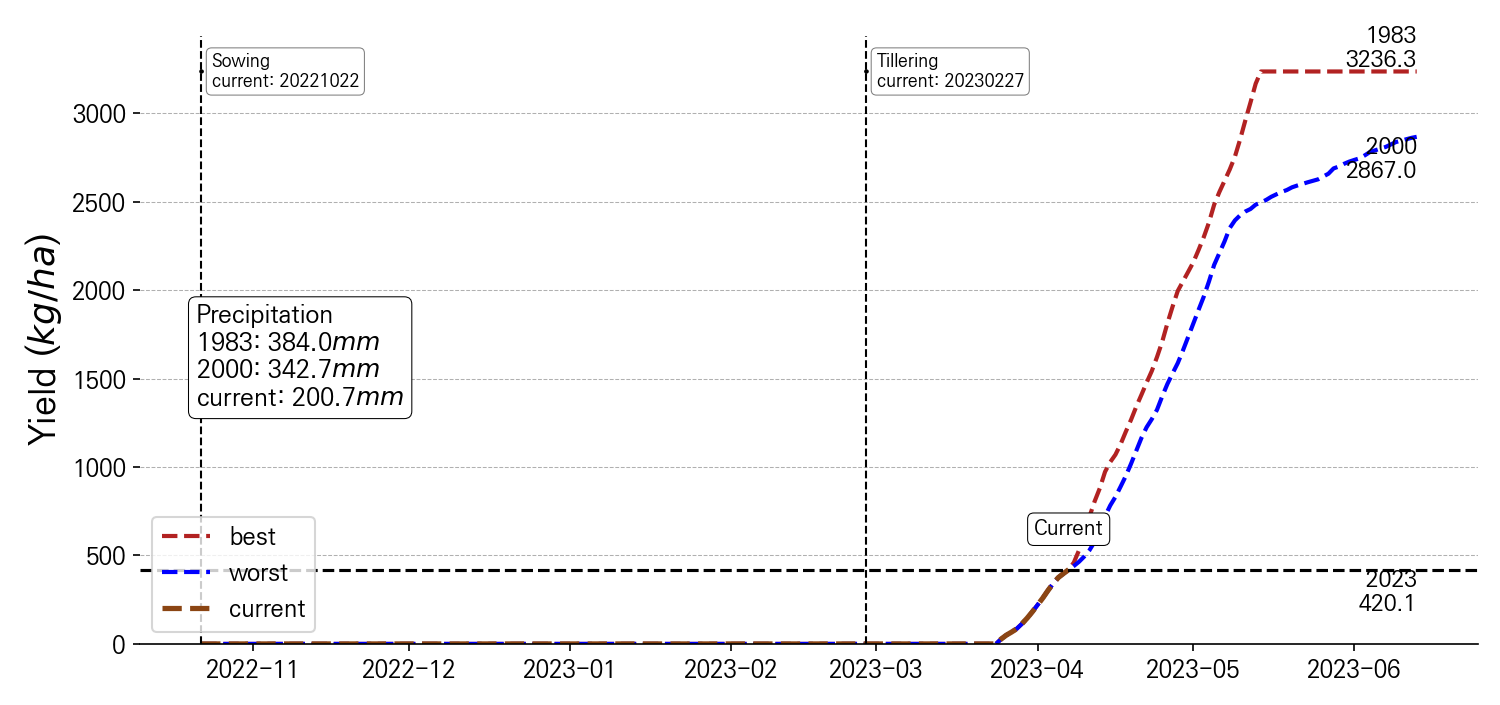 1983
3236.3
Sowing
current: 20221022
Tillering
current: 20230227
3000
2000
2867.0
2500
Yield (kg/ha)
2000
Precipitation
1983: 384.0mm
2000: 342.7mm
current: 200.7mm
1500
1000
Current
best
500
worst
2023
420.1
current
0
2022-11
2022-12
2023-01
2023-02
2023-03
2023-04
2023-05
2023-06